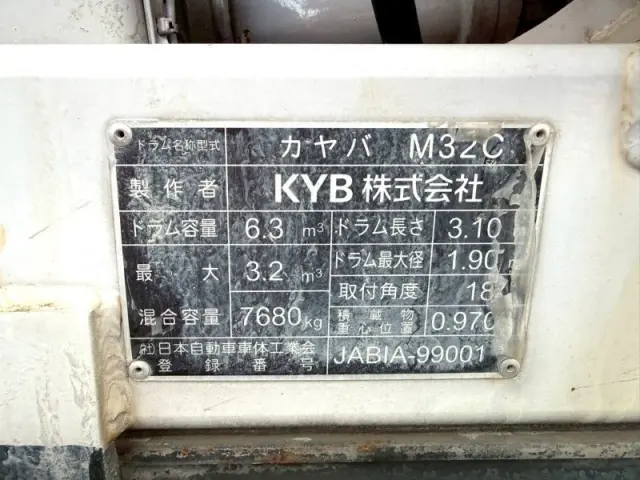 ドラム名称型式 カヤバ M32C
製作者 KYB株式会社
ドラム容量 6.3 m³ ドラム長さ 3.10
最大 3.2 m³ ドラム最大径 1.90
取付角度 18
混合容量 7680kg 積載物重心位置 0.970
(社)日本自動車車体工業会
登録番号 JABIA-99001